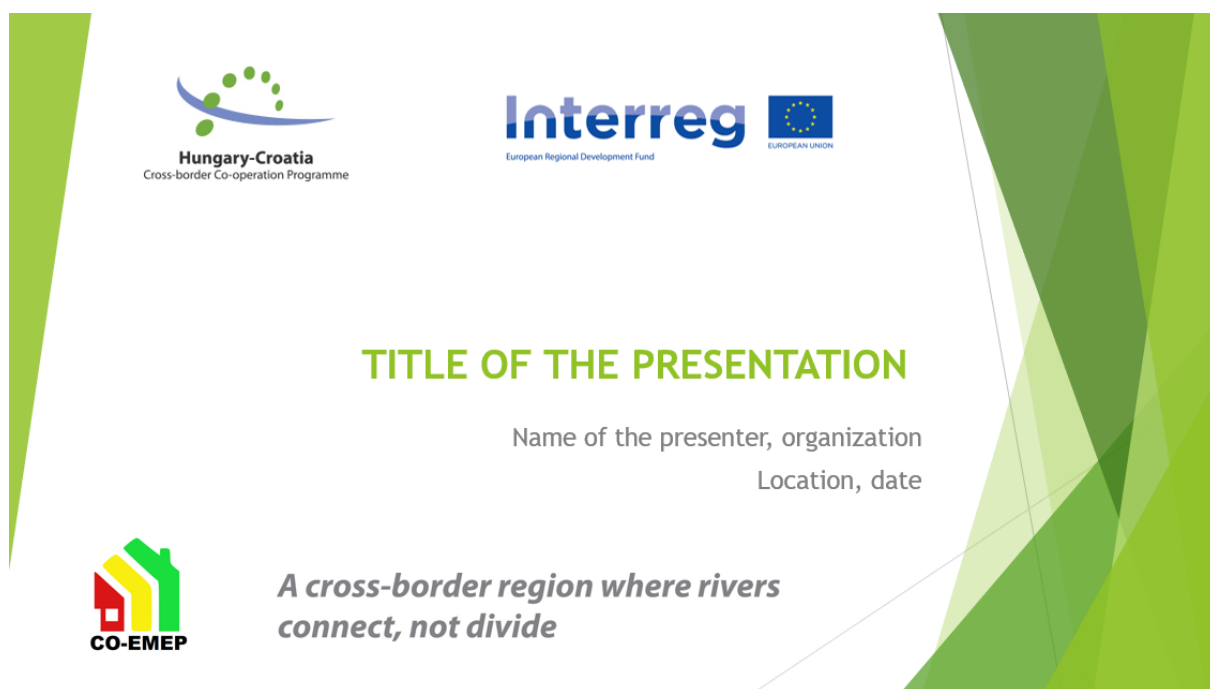 Hungary-Croatia
Cross-border Co-operation Programme
Interreg
European Regional Development Fund
EUROPEAN UNION
TITLE OF THE PRESENTATION
Name of the presenter, organization
Location, date
CO-EMEP
A cross-border region where rivers
connect, not divide